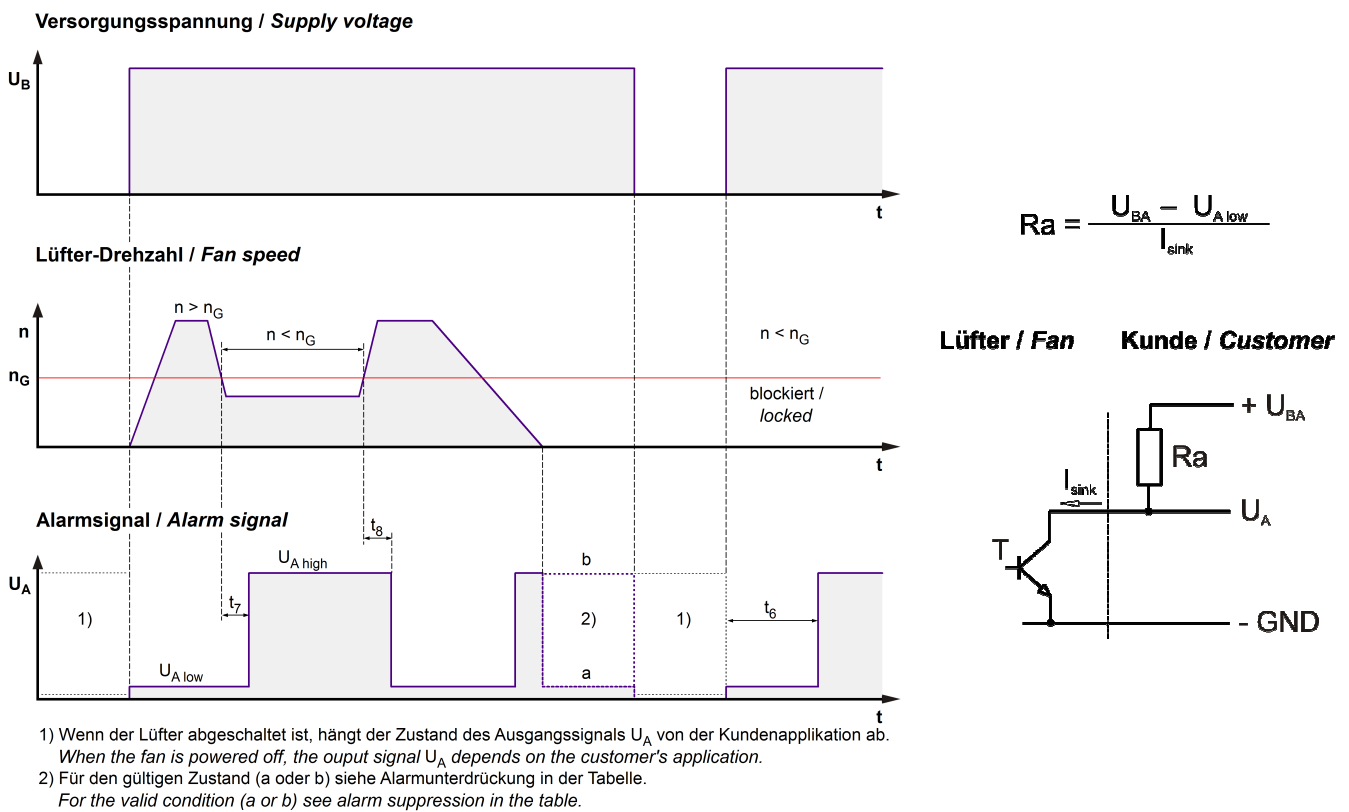 Versorgungsspannung / Supply voltage
U_B
t
Lüfter-Drehzahl / Fan speed
n > n_G
n
n < n_G
n < n_G
n_G
blockiert /
locked
t
Alarmsignal / Alarm signal
t_8
U_A high
b
U_A
t_7
t_6
1)
2)
1)
U_A low
a
t
1) Wenn der Lüfter abgeschaltet ist, hängt der Zustand des Ausgangssignals U_A von der Kundenapplikation ab.
When the fan is powered off, the ouput signal U_A depends on the customer's application.
2) Für den gültigen Zustand (a oder b) siehe Alarmunterdrückung in der Tabelle.
For the valid condition (a or b) see alarm suppression in the table.
Ra = (U_BA – U_A low) / I_sink
Lüfter / Fan
Kunde / Customer
+ U_BA
Ra
I_sink
U_A
T
- GND